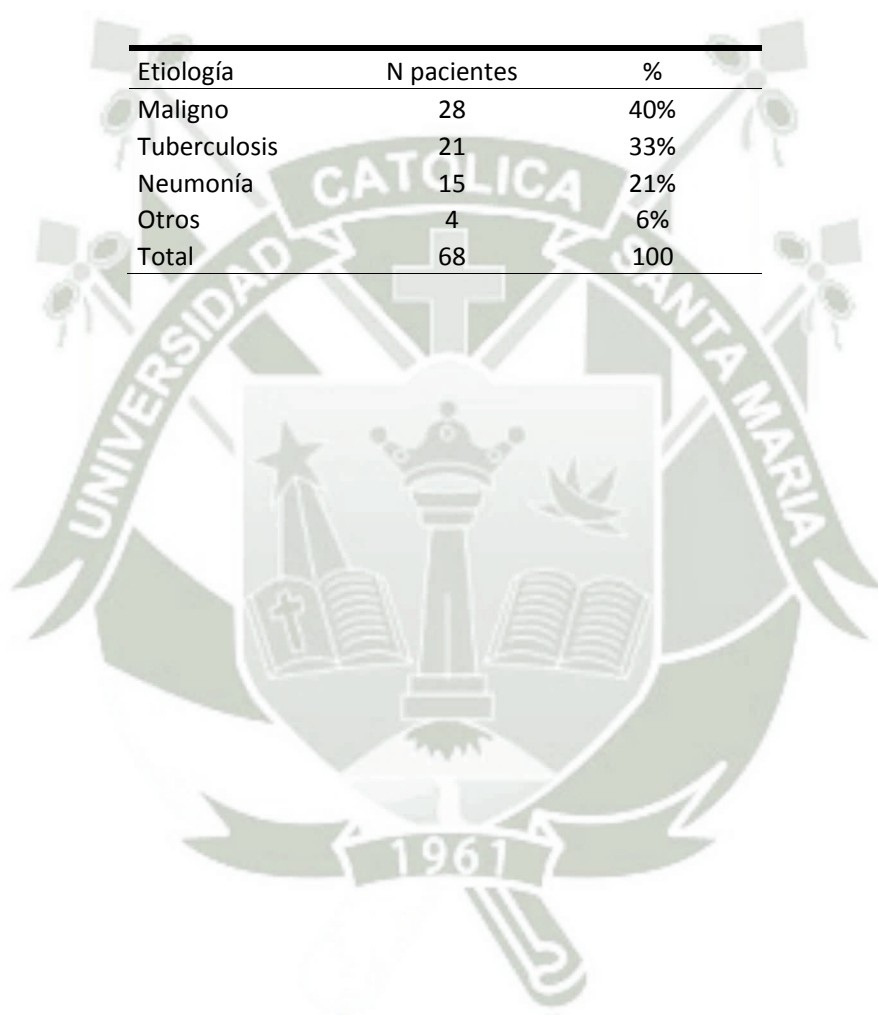 Etiología N pacientes %
Maligno 28 40%
Tuberculosis 21 33%
Neumonía 15 21%
Otros 4 6%
Total 68 100
UNIVERSIDAD CATOLICA SANTA MARIA
1961